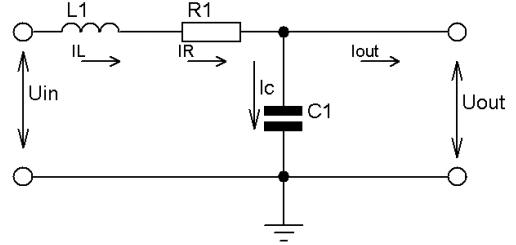 L1 R1
IL IR Iout
Uin Ic C1 Uout